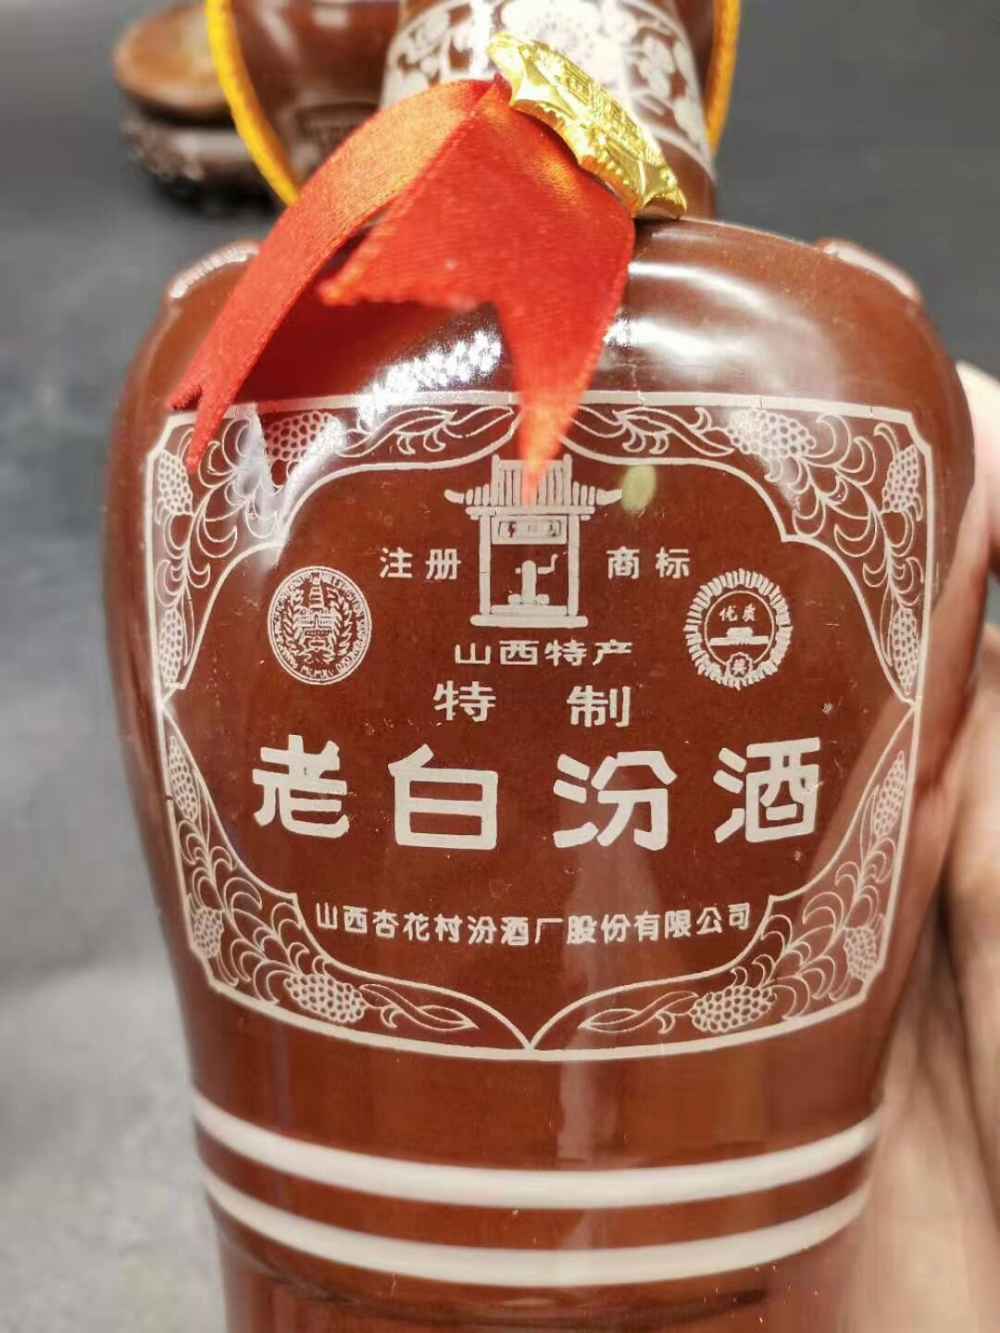 注册 商标
优质
奖
山西特产
特 制
老白汾酒
山西杏花村汾酒厂股份有限公司